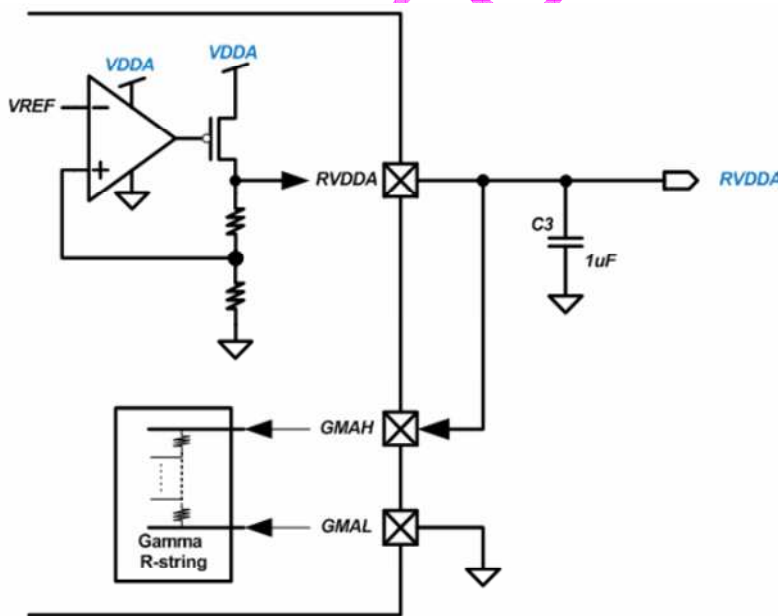 VDDA
VDDA
VREF
RVDDA
RVDDA
C3
1uF
GMAH
GMAL
Gamma
R-string